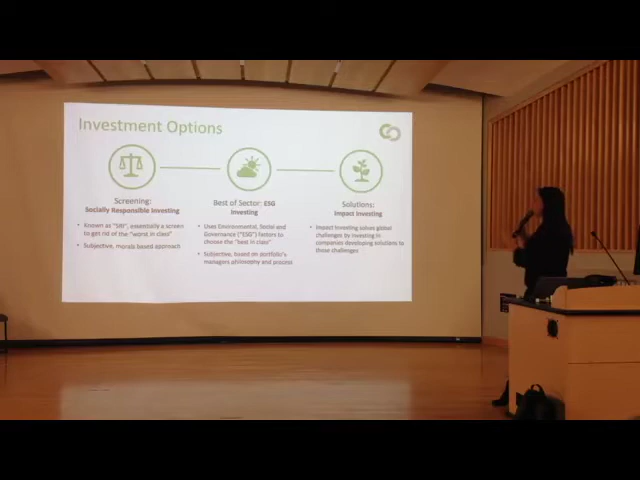 Investment Options
Screening:
Socially Responsible Investing
• Known as "SRI", essentially a screen
to get rid of the "worst in class"
• Subjective, morals based approach
Best of Sector: ESG
Investing
• Uses Environmental, Social and
Governance ("ESG") factors to
choose the "best in class"
• Subjective, based on portfolio's
managers philosophy and process
Solutions:
Impact Investing
• Impact investing solves global
challenges by investing in
companies developing solutions to
those challenges